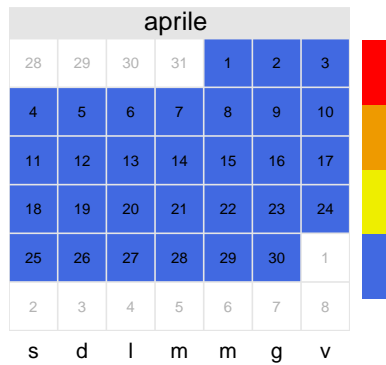 aprile
28 29 30 31 1 2 3
4 5 6 7 8 9 10
11 12 13 14 15 16 17
18 19 20 21 22 23 24
25 26 27 28 29 30 1
2 3 4 5 6 7 8
s d l m m g v